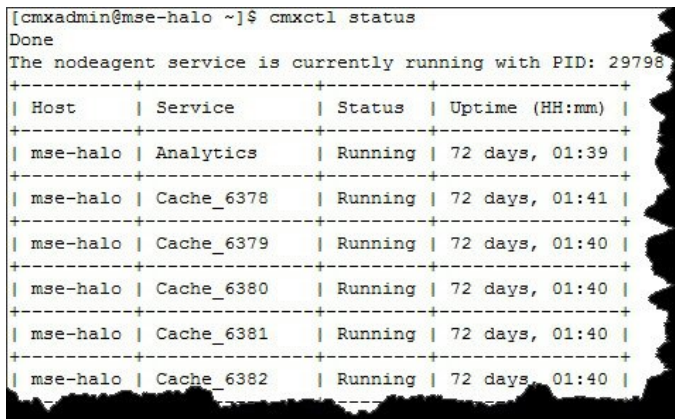 [cmxadmin@mse-halo ~]$ cmxctl status
Done
The nodeagent service is currently running with PID: 29798
+-----------+----------------+---------+------------------+
| Host | Service | Status | Uptime (HH:mm) |
+-----------+----------------+---------+------------------+
| mse-halo | Analytics | Running | 72 days, 01:39 |
+-----------+----------------+---------+------------------+
| mse-halo | Cache_6378 | Running | 72 days, 01:41 |
+-----------+----------------+---------+------------------+
| mse-halo | Cache_6379 | Running | 72 days, 01:40 |
+-----------+----------------+---------+------------------+
| mse-halo | Cache_6380 | Running | 72 days, 01:40 |
+-----------+----------------+---------+------------------+
| mse-halo | Cache_6381 | Running | 72 days, 01:40 |
+-----------+----------------+---------+------------------+
| mse-halo | Cache_6382 | Running | 72 days, 01:40 |